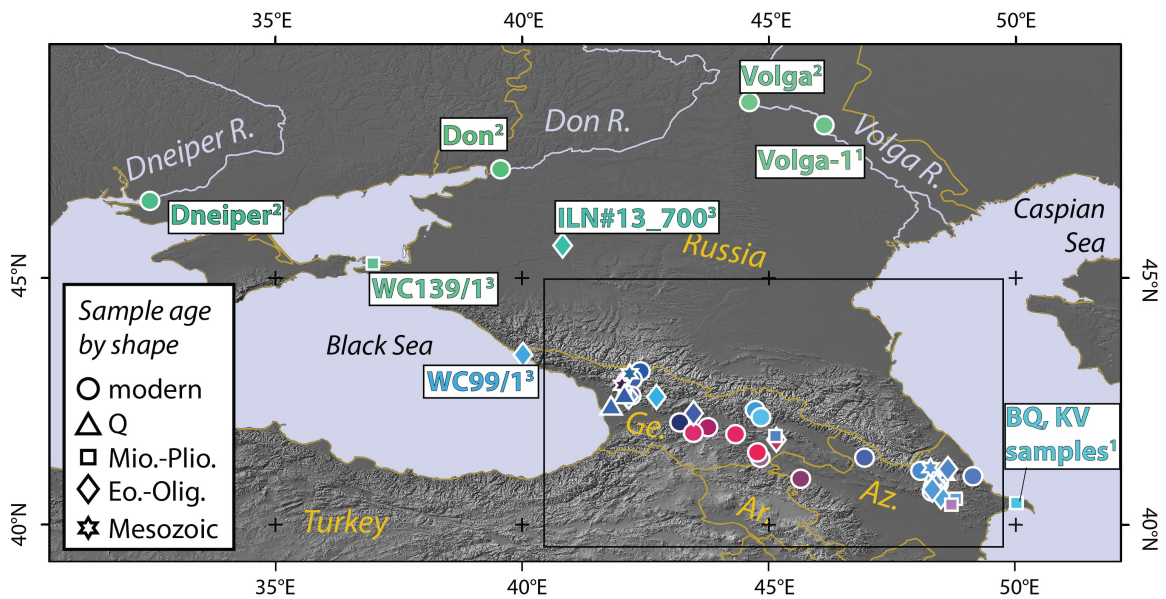 35°E 40°E 45°E 50°E
Volga²
Don²
Don R.
Dneiper R.
Volga-1¹
Volga R.
Dneiper²
ILN#13_700³
Caspian
Sea
Russia
45°N
45°N
WC139/1³
Sample age
by shape
modern
Q
Mio.-Plio.
Eo.-Olig.
Mesozoic
Black Sea
WC99/1³
Ge.
BQ, KV
samples¹
Az.
Ar.
Turkey
40°N
40°N
35°E 40°E 45°E 50°E